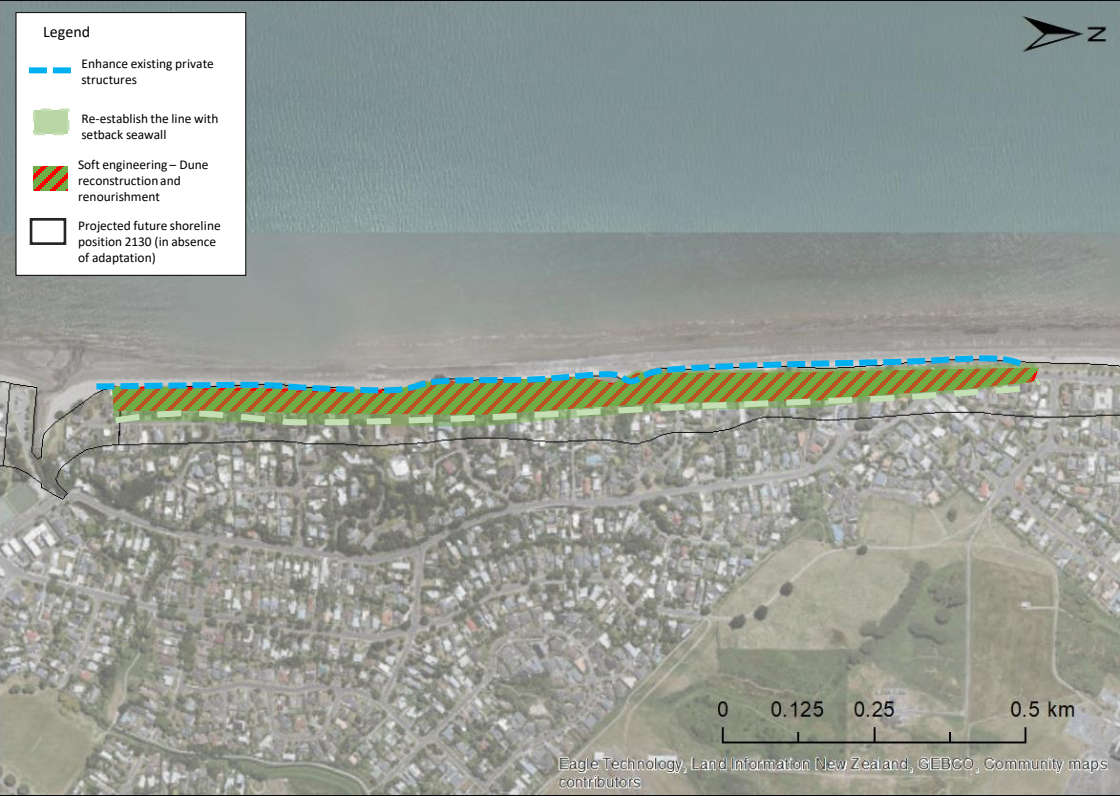 Legend
Enhance existing private
structures
Re-establish the line with
setback seawall
Soft engineering – Dune
reconstruction and
renourishment
Projected future shoreline
position 2130 (in absence
of adaptation)
N
0 0.125 0.25 0.5 km
Eagle Technology, Land Information New Zealand, GEBCO, Community maps
contributors